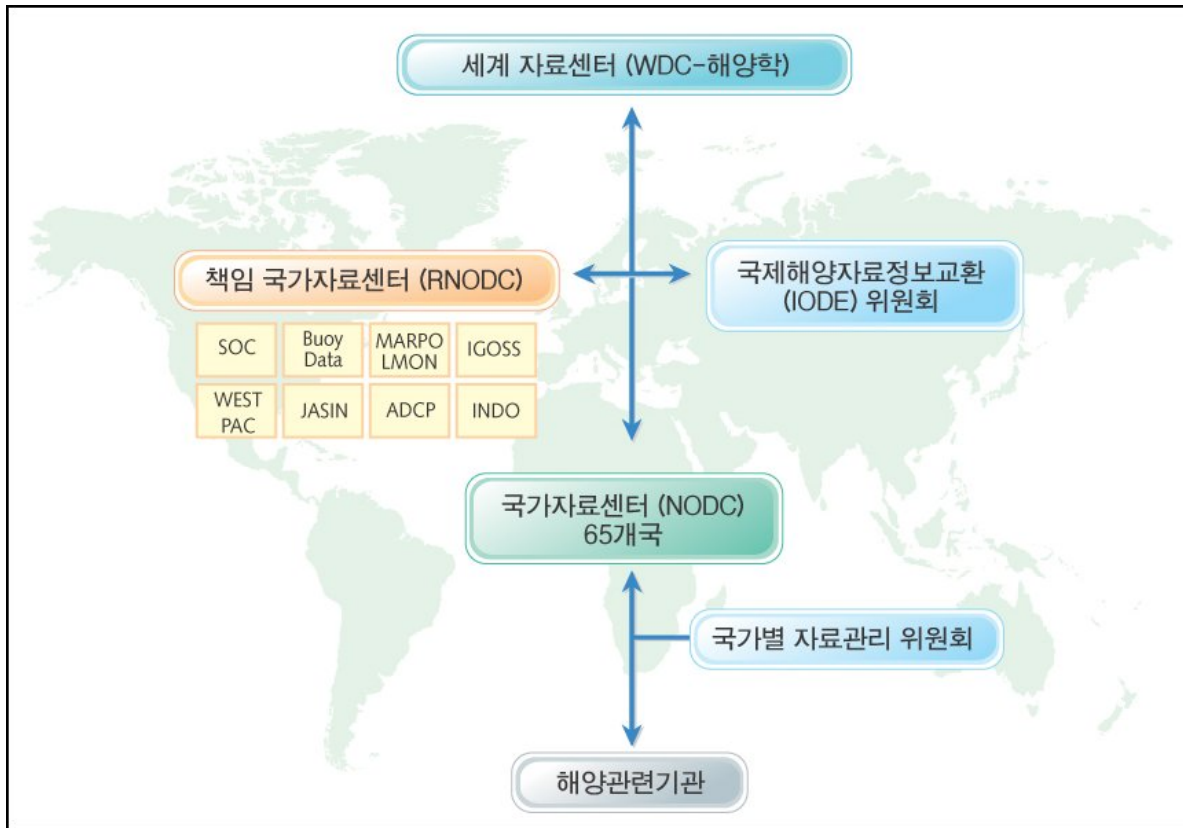 세계 자료센터 (WDC-해양학)
책임 국가자료센터 (RNODC)
국제해양자료정보교환
(IODE) 위원회
SOC
Buoy
Data
MARPO
LMON
IGOSS
WEST
PAC
JASIN
ADCP
INDO
국가자료센터 (NODC)
65개국
국가별 자료관리 위원회
해양관련기관